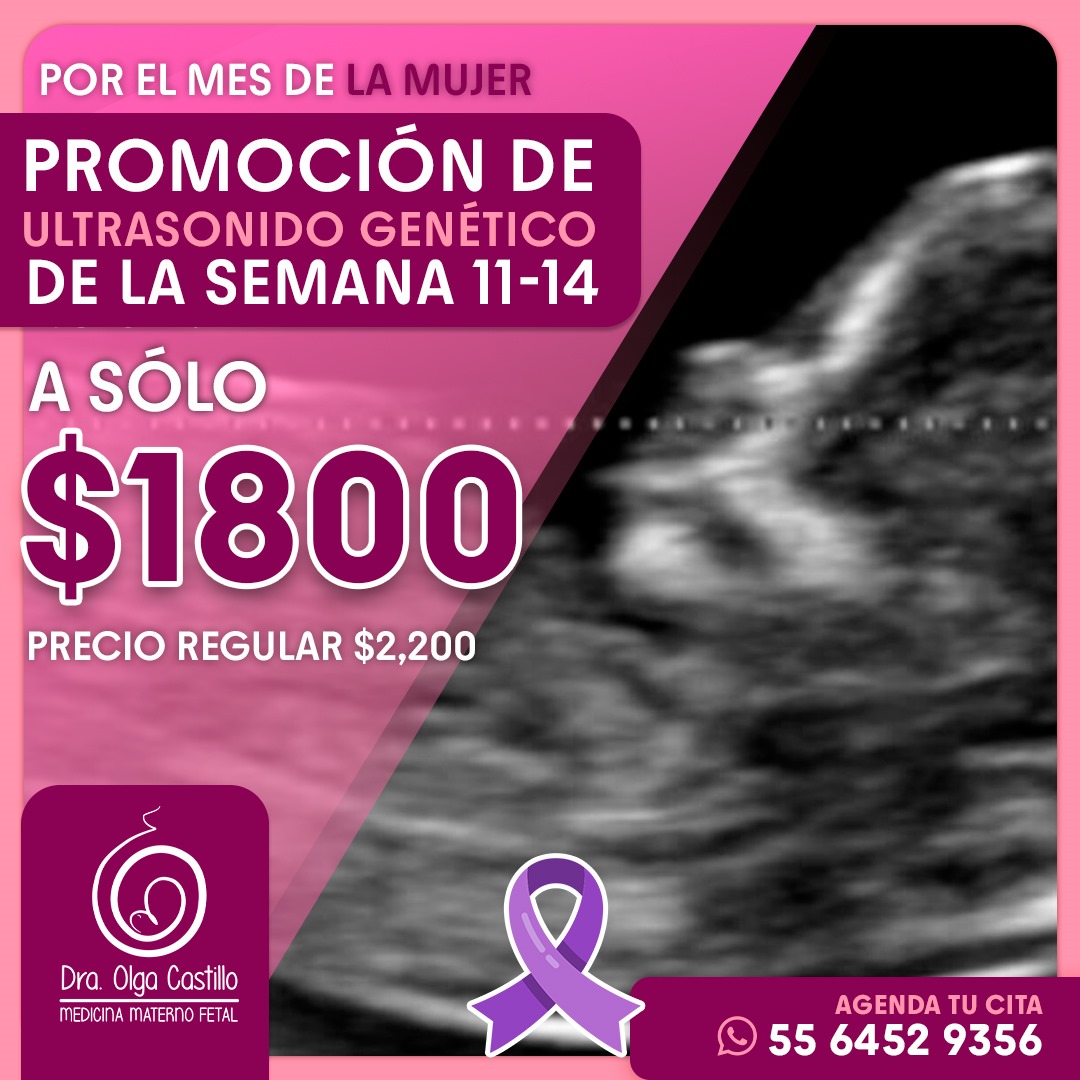 POR EL MES DE LA MUJER
PROMOCIÓN DE
ULTRASONIDO GENÉTICO
DE LA SEMANA 11-14
A SÓLO
$1800
PRECIO REGULAR $2,200
Dra. Olga Castillo
MEDICINA MATERNO FETAL
AGENDA TU CITA
55 6452 9356